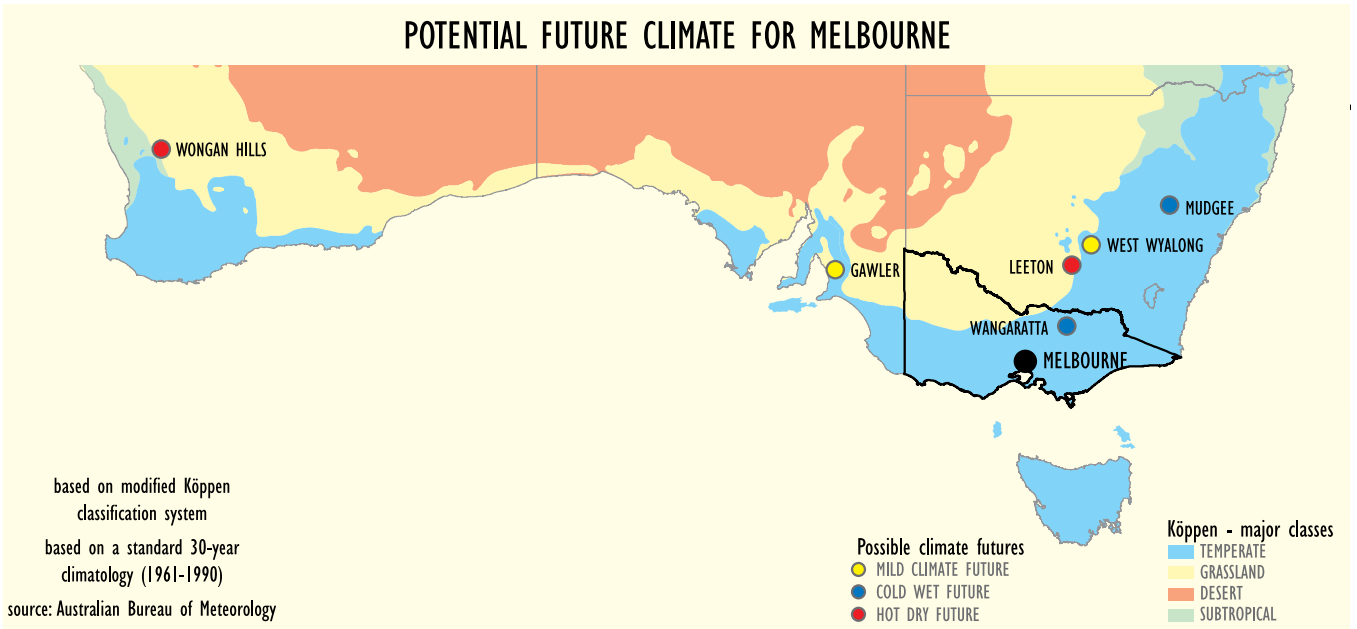 POTENTIAL FUTURE CLIMATE FOR MELBOURNE
WONGAN HILLS
MUDGEE
WEST WYALONG
LEETON
GAWLER
WANGARATTA
MELBOURNE
based on modified Köppen
classification system
based on a standard 30-year
climatology (1961-1990)
source: Australian Bureau of Meteorology
Possible climate futures
MILD CLIMATE FUTURE
COLD WET FUTURE
HOT DRY FUTURE
Köppen - major classes
TEMPERATE
GRASSLAND
DESERT
SUBTROPICAL